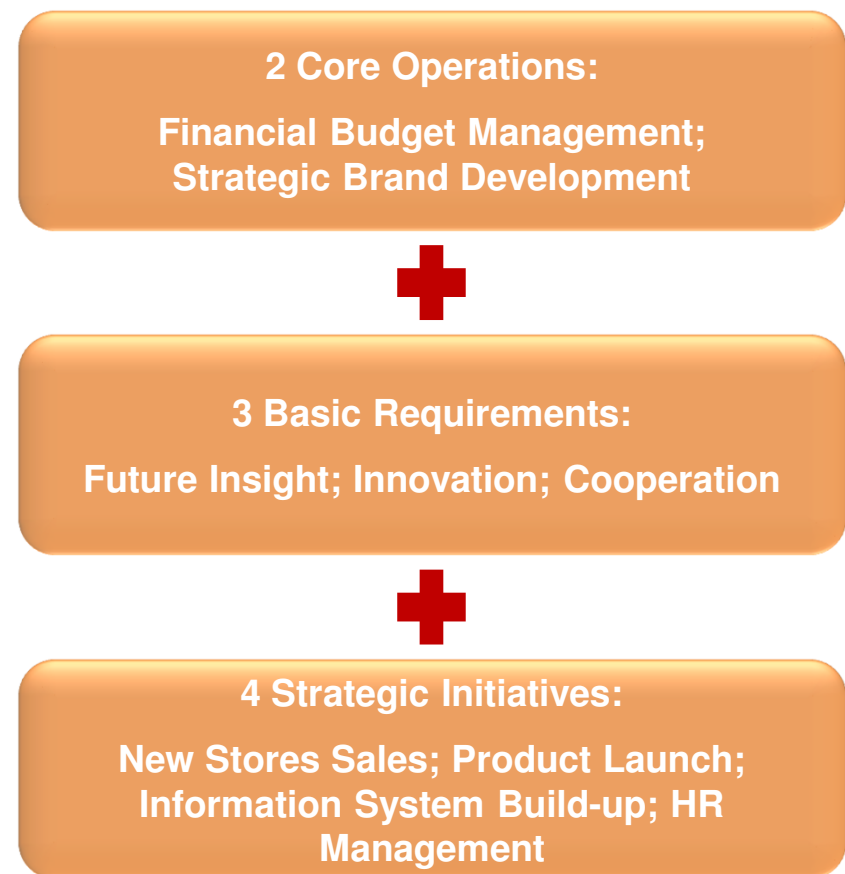 2 Core Operations:
Financial Budget Management;
Strategic Brand Development
3 Basic Requirements:
Future Insight; Innovation; Cooperation
4 Strategic Initiatives:
New Stores Sales; Product Launch;
Information System Build-up; HR
Management